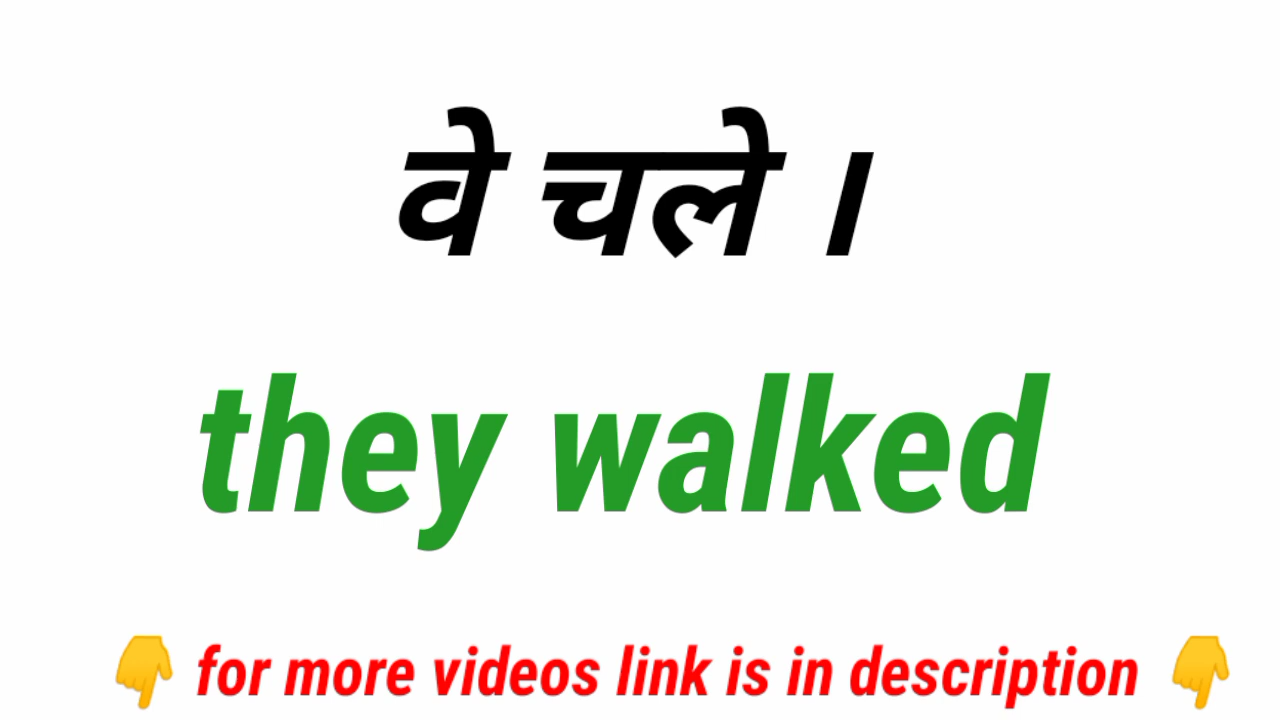 वे चले ।
they walked
👇 for more videos link is in description 👇